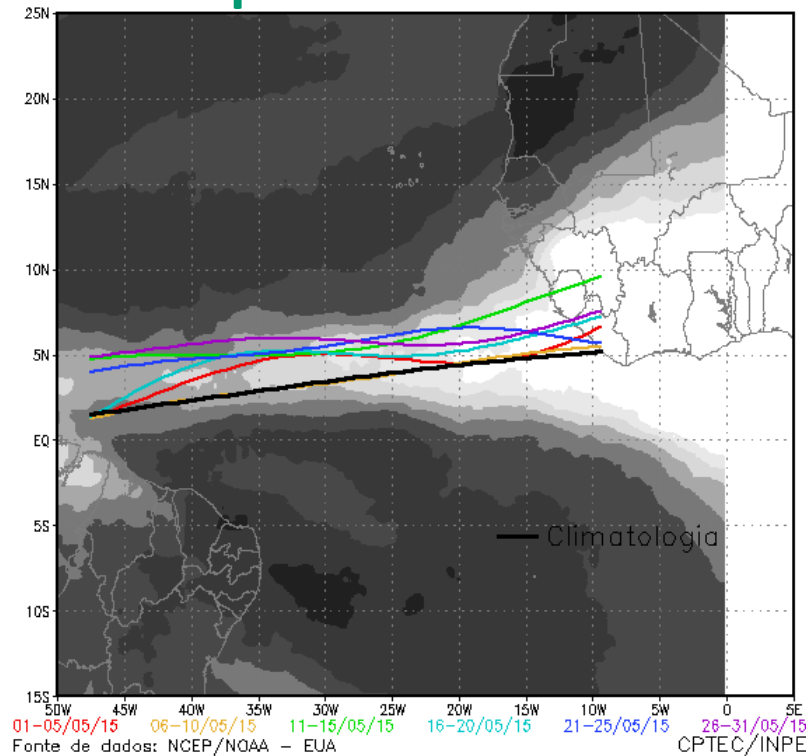 25N
20N
15N
10N
5N
EQ
5S
10S
15S
Climatologia
50W 45W 40W 35W 30W 25W 20W 15W 10W 5W 0 5E
01-05/05/15 06-10/05/15 11-15/05/15 16-20/05/15 21-25/05/15 26-31/05/15
Fonte de dados: NCEP/NOAA - EUA CPTEC/INPE